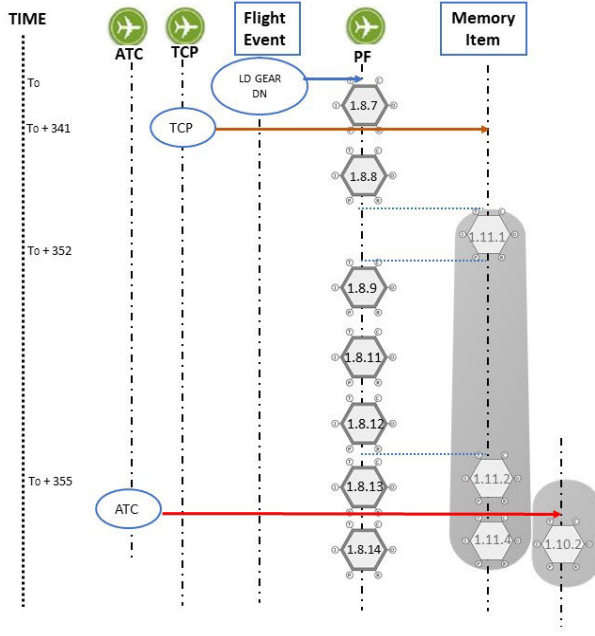 TIME
ATC
TCP
Flight
Event
PF
Memory
Item
To
LD GEAR
DN
1.8.7
To + 341
TCP
1.8.8
1.11.1
To + 352
1.8.9
1.8.11
1.8.12
To + 355
1.8.13
1.11.2
ATC
1.8.14
1.11.4
1.10.2